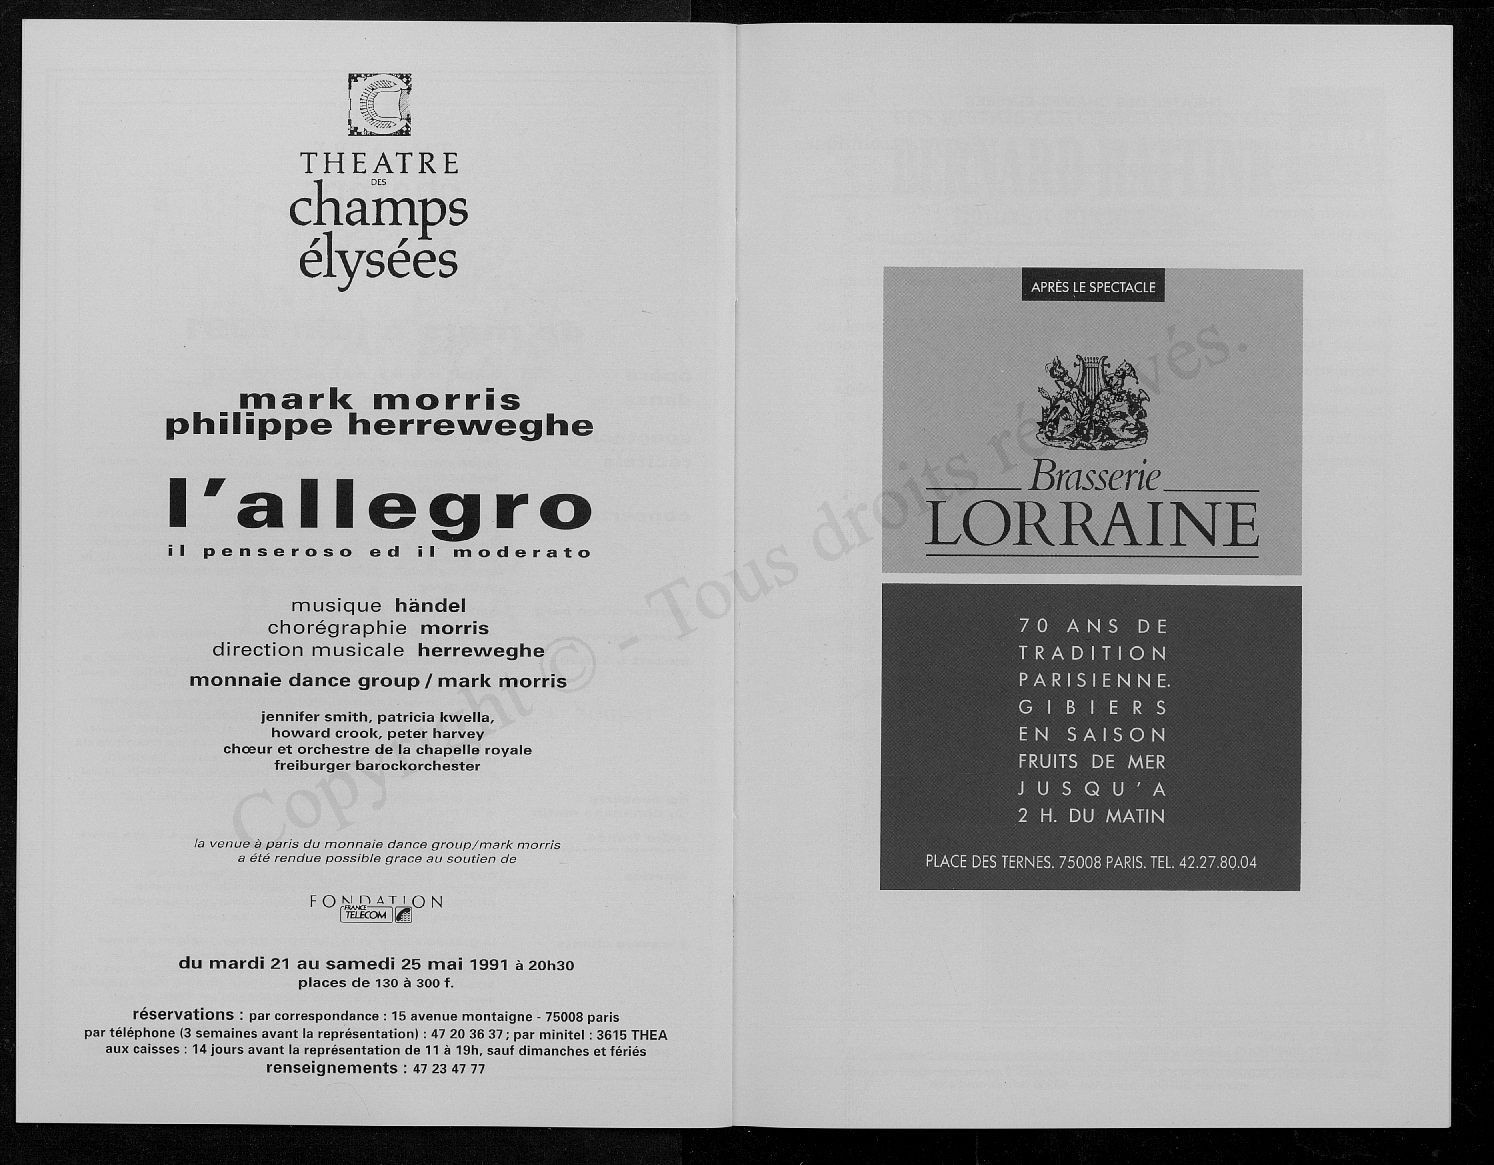 THEATRE
DES
champs
élysées
mark morris
philippe herreweghe
l'allegro
il penseroso ed il moderato
musique händel
chorégraphie morris
direction musicale herreweghe
monnaie dance group / mark morris
jennifer smith, patricia kwella,
howard crook, peter harvey
chœur et orchestre de la chapelle royale
freiburger barockorchester
la venue à paris du monnaie dance group/mark morris
a été rendue possible grace au soutien de
FONDATION
FRANCE
TELECOM
du mardi 21 au samedi 25 mai 1991 à 20h30
places de 130 à 300 f.
réservations : par correspondance : 15 avenue montaigne - 75008 paris
par téléphone (3 semaines avant la représentation) : 47 20 36 37 ; par minitel : 3615 THEA
aux caisses : 14 jours avant la représentation de 11 à 19h, sauf dimanches et fériés
renseignements : 47 23 47 77
APRÈS LE SPECTACLE
Brasserie
LORRAINE
70 ANS DE
TRADITION
PARISIENNE.
GIBIERS
EN SAISON
FRUITS DE MER
JUSQU'A
2 H. DU MATIN
PLACE DES TERNES. 75008 PARIS. TEL. 42.27.80.04
Copyright © - Tous droits réservés.